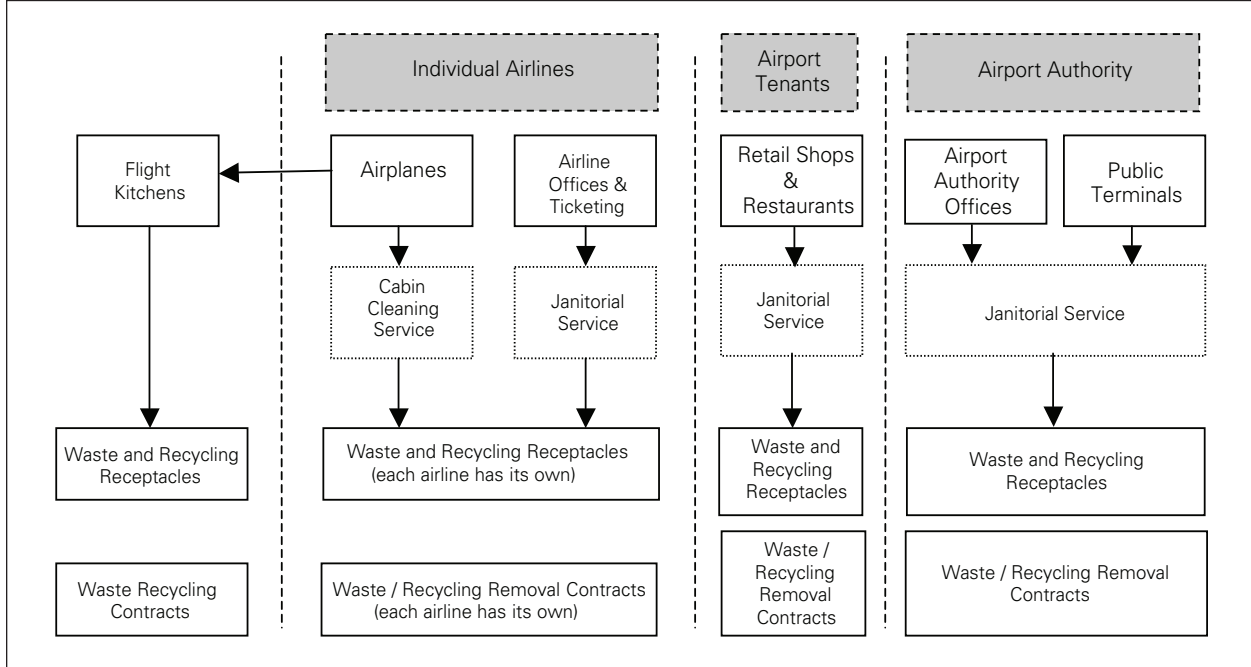 Individual Airlines
Airport
Tenants
Airport Authority
Flight
Kitchens
Airplanes
Airline
Offices &
Ticketing
Retail Shops
&
Restaurants
Airport
Authority
Offices
Public
Terminals
Cabin
Cleaning
Service
Janitorial
Service
Janitorial
Service
Janitorial Service
Waste and Recycling
Receptacles
Waste and Recycling Receptacles
(each airline has its own)
Waste and
Recycling
Receptacles
Waste and Recycling
Receptacles
Waste Recycling
Contracts
Waste / Recycling Removal Contracts
(each airline has its own)
Waste /
Recycling
Removal
Contracts
Waste / Recycling Removal
Contracts